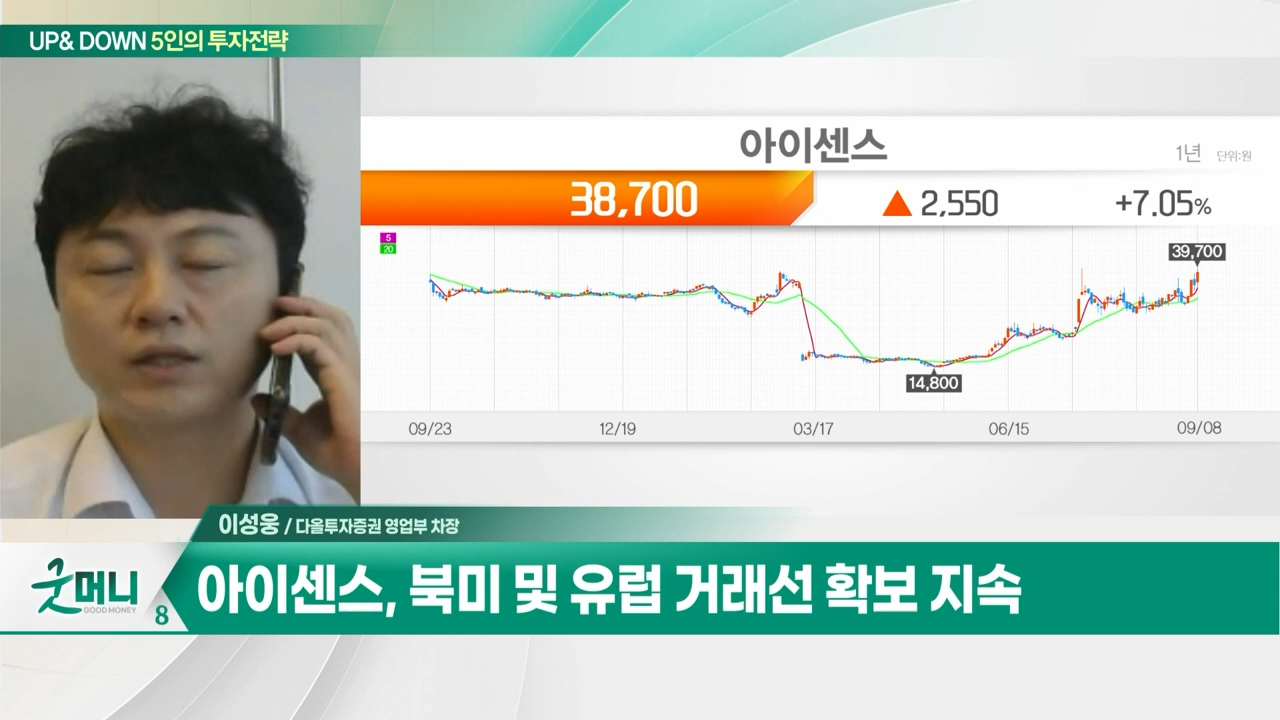 UP& DOWN 5인의 투자전략
아이센스
1년 단위:원
38,700 ▲ 2,550 +7.05%
5
20
39,700
14,800
09/23 12/19 03/17 06/15 09/08
이성웅 / 다올투자증권 영업부 차장
굿머니
GOOD MONEY
8
아이센스, 북미 및 유럽 거래선 확보 지속